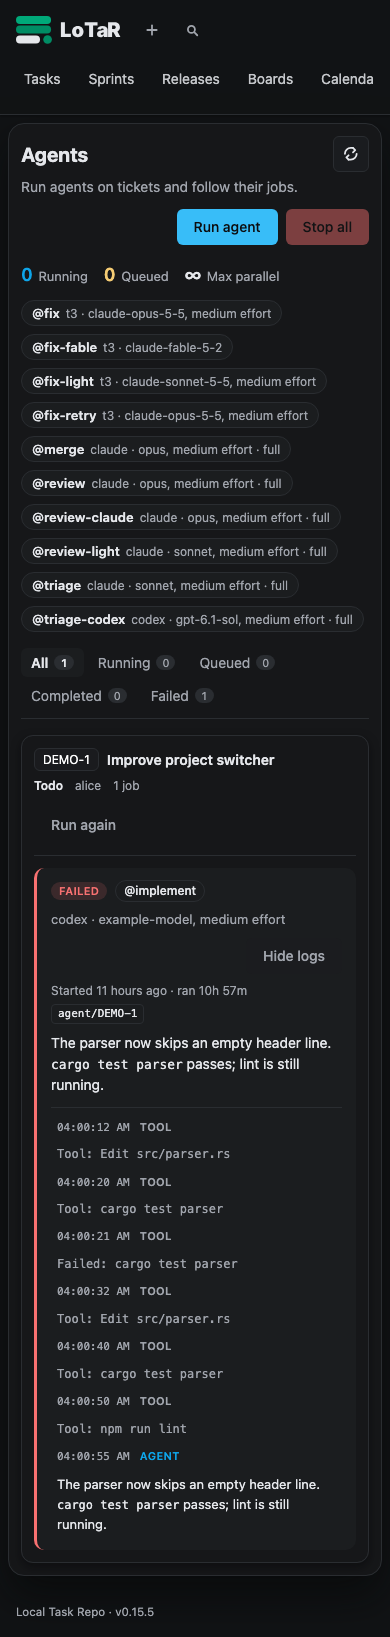 LoTaR
Tasks Sprints Releases Boards Calenda
Agents
Run agents on tickets and follow their jobs.
Run agent Stop all
0 Running 0 Queued ∞ Max parallel
@fix t3 · claude-opus-5-5, medium effort
@fix-fable t3 · claude-fable-5-2
@fix-light t3 · claude-sonnet-5-5, medium effort
@fix-retry t3 · claude-opus-5-5, medium effort
@merge claude · opus, medium effort · full
@review claude · opus, medium effort · full
@review-claude claude · opus, medium effort · full
@review-light claude · sonnet, medium effort · full
@triage claude · sonnet, medium effort · full
@triage-codex codex · gpt-6.1-sol, medium effort · full
All 1 Running 0 Queued 0
Completed 0 Failed 1
DEMO-1 Improve project switcher
Todo alice 1 job
Run again
FAILED @implement
codex · example-model, medium effort
Hide logs
Started 11 hours ago · ran 10h 57m
agent/DEMO-1
The parser now skips an empty header line.
cargo test parser passes; lint is still
running.
04:00:12 AM TOOL
Tool: Edit src/parser.rs
04:00:20 AM TOOL
Tool: cargo test parser
04:00:21 AM TOOL
Failed: cargo test parser
04:00:32 AM TOOL
Tool: Edit src/parser.rs
04:00:40 AM TOOL
Tool: cargo test parser
04:00:50 AM TOOL
Tool: npm run lint
04:00:55 AM AGENT
The parser now skips an empty header line.
cargo test parser passes; lint is still
running.
Local Task Repo · v0.15.5